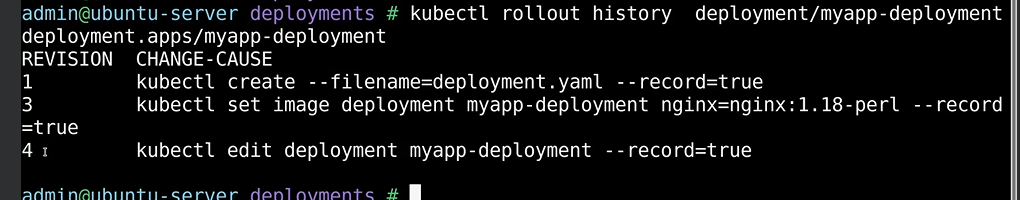 admin@ubuntu-server deployments # kubectl rollout history  deployment/myapp-deployment
deployment.apps/myapp-deployment
REVISION  CHANGE-CAUSE
1         kubectl create --filename=deployment.yaml --record=true
3         kubectl set image deployment myapp-deployment nginx=nginx:1.18-perl --record
=true
4         kubectl edit deployment myapp-deployment --record=true
admin@ubuntu-server deployments #